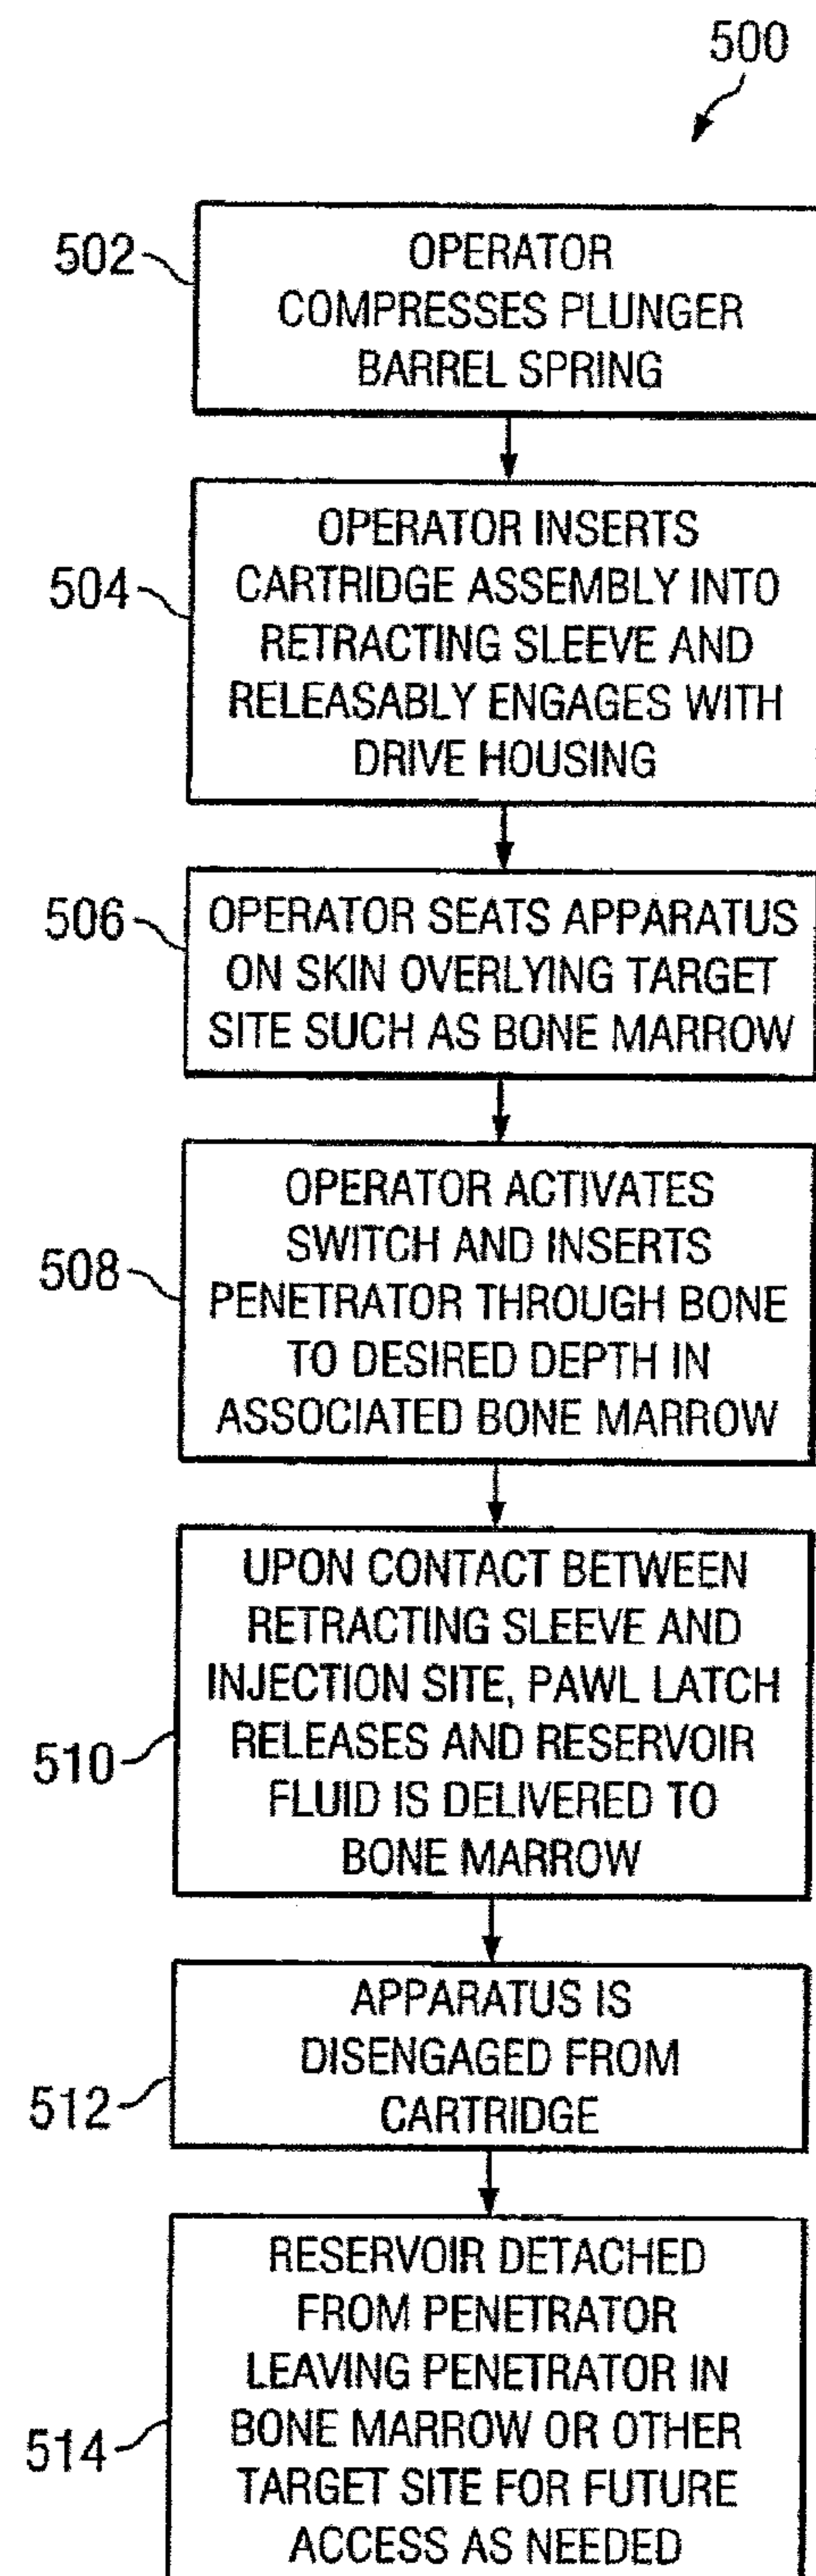 500
502
OPERATOR
COMPRESSES PLUNGER
BARREL SPRING
504
OPERATOR INSERTS
CARTRIDGE ASSEMBLY INTO
RETRACTING SLEEVE AND
RELEASABLY ENGAGES WITH
DRIVE HOUSING
506
OPERATOR SEATS APPARATUS
ON SKIN OVERLYING TARGET
SITE SUCH AS BONE MARROW
508
OPERATOR ACTIVATES
SWITCH AND INSERTS
PENETRATOR THROUGH BONE
TO DESIRED DEPTH IN
ASSOCIATED BONE MARROW
510
UPON CONTACT BETWEEN
RETRACTING SLEEVE AND
INJECTION SITE, PAWL LATCH
RELEASES AND RESERVOIR
FLUID IS DELIVERED TO
BONE MARROW
512
APPARATUS IS
DISENGAGED FROM
CARTRIDGE
514
RESERVOIR DETACHED
FROM PENETRATOR
LEAVING PENETRATOR IN
BONE MARROW OR OTHER
TARGET SITE FOR FUTURE
ACCESS AS NEEDED